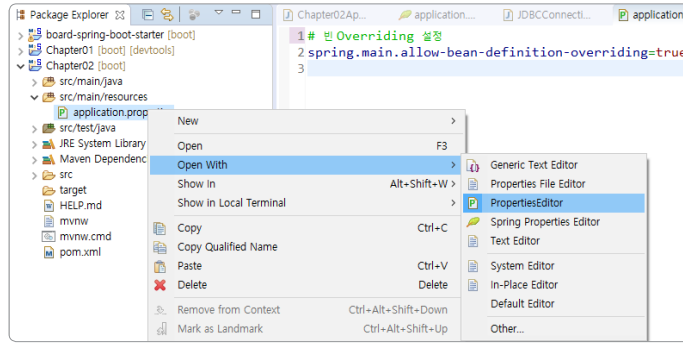 Package Explorer
Chapter02Ap...
application....
JDBCConnecti...
application
board-spring-boot-starter [boot]
Chapter01 [boot] [devtools]
Chapter02 [boot]
src/main/java
src/main/resources
application.prop
src/test/java
JRE System Library
Maven Dependenc
src
target
HELP.md
mvnw
mvnw.cmd
pom.xml
1 # 빈 Overriding 설정
2 spring.main.allow-bean-definition-overriding=true
3
New
Open F3
Open With
Show In Alt+Shift+W
Show in Local Terminal
Copy Ctrl+C
Copy Qualified Name
Paste Ctrl+V
Delete Delete
Remove from Context Ctrl+Alt+Shift+Down
Mark as Landmark Ctrl+Alt+Shift+Up
Generic Text Editor
Properties File Editor
PropertiesEditor
Spring Properties Editor
Text Editor
System Editor
In-Place Editor
Default Editor
Other...